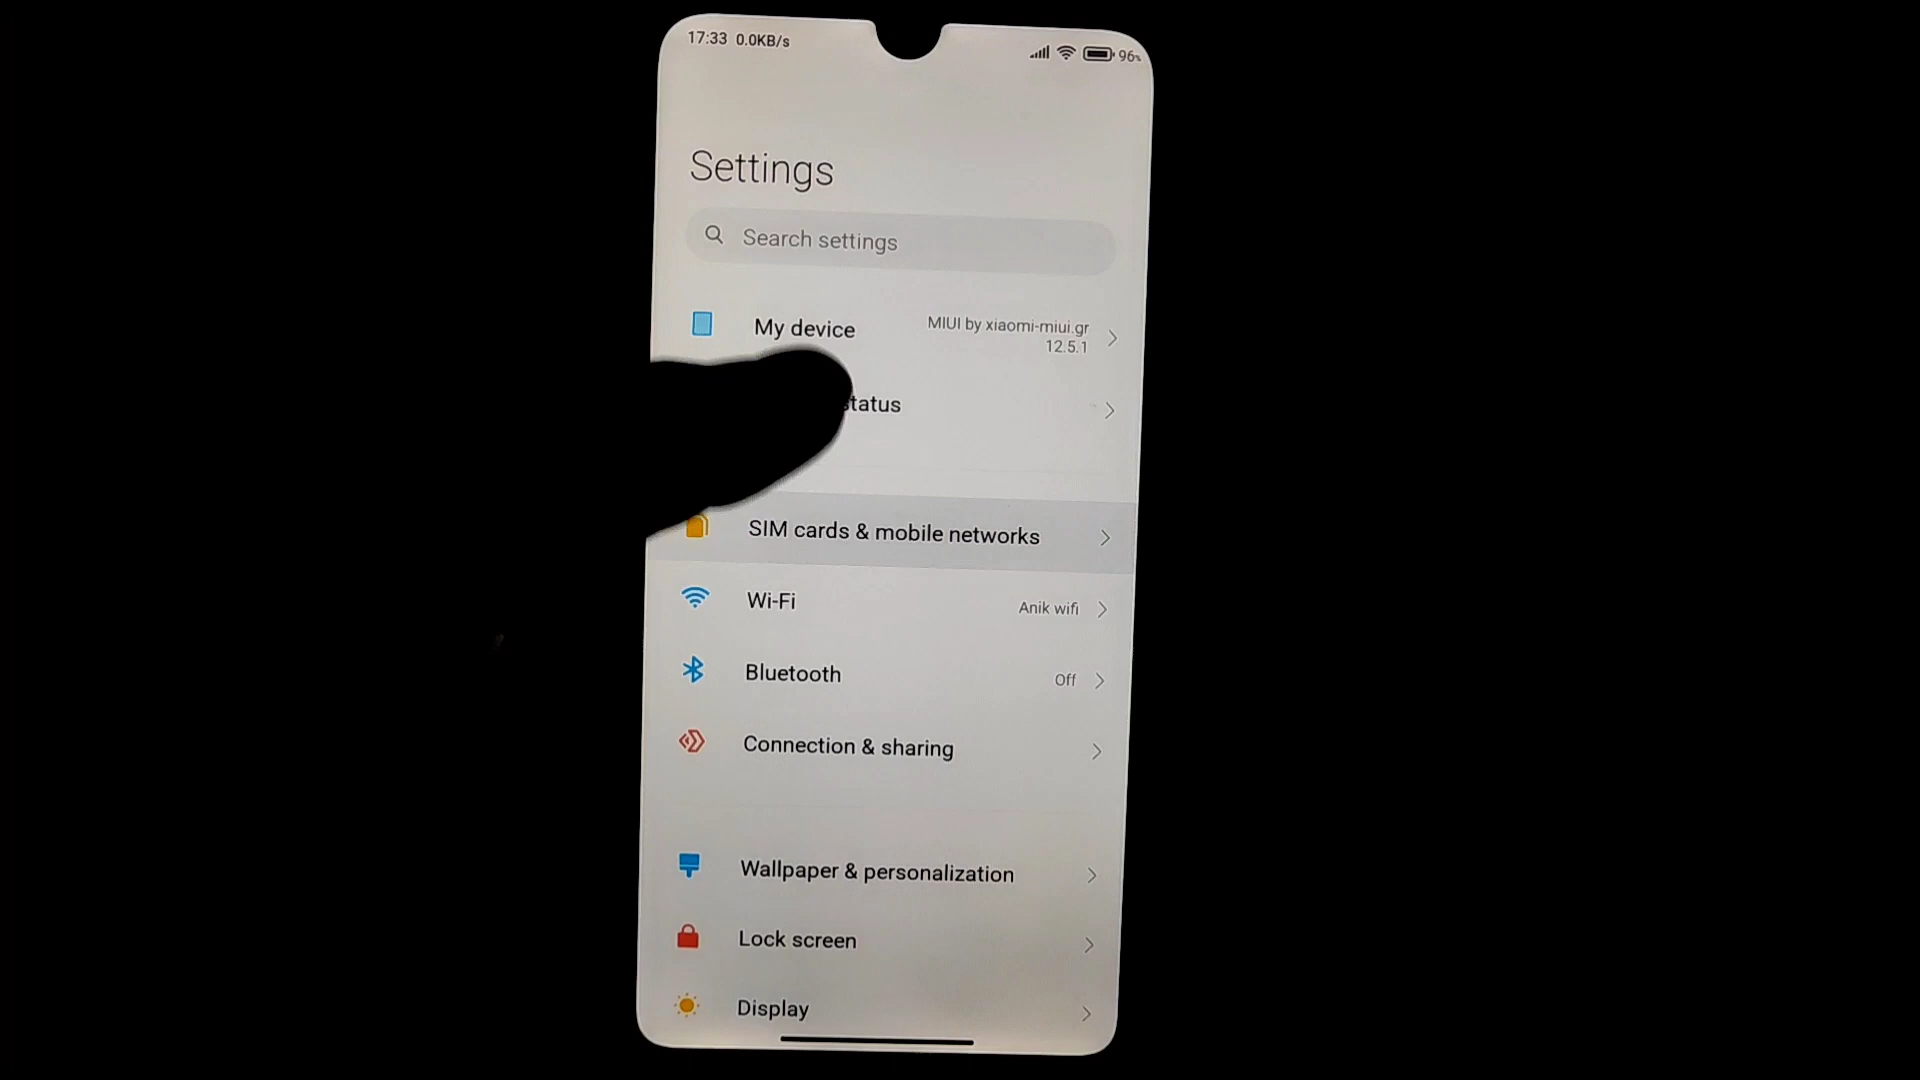 17:33 0.0KB/s
96%
Settings
Search settings
My device
MIUI by xiaomi-miui.gr
12.5.1
status
SIM cards & mobile networks
Wi-Fi
Anik wifi
Bluetooth
Off
Connection & sharing
Wallpaper & personalization
Lock screen
Display